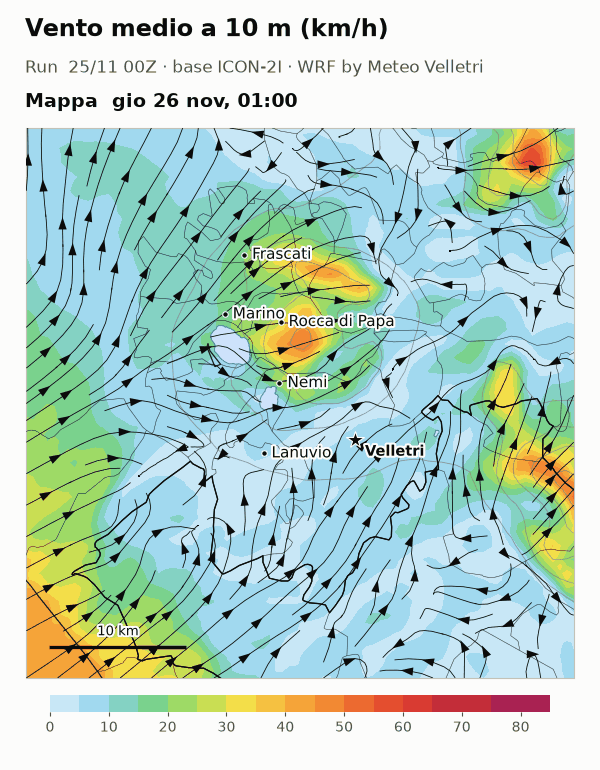 Vento medio a 10 m (km/h)
Run  25/11 00Z · base ICON-2I · WRF by Meteo Velletri
Mappa  gio 26 nov, 01:00
Frascati
Marino
Rocca di Papa
Nemi
Velletri
Lanuvio
10 km
0 10 20 30 40 50 60 70 80